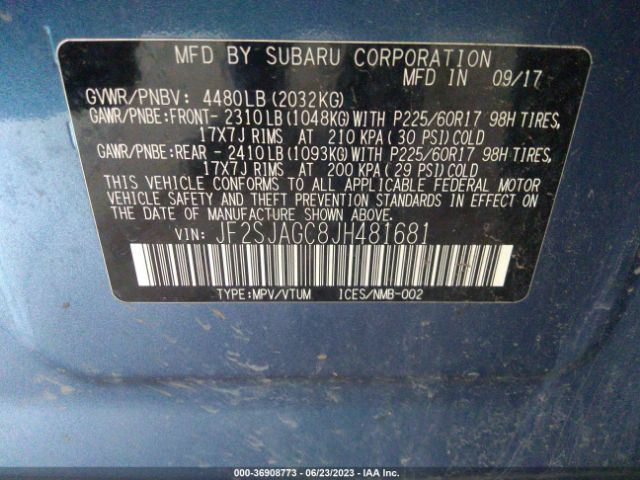 MFD BY SUBARU CORPORATION
MFD IN 09/17
GVWR/PNBV: 4480LB(2032KG)
GAWR/PNBE:FRONT- 2310LB(1048KG)WITH P225/60R17 98H TIRES,
17X7J RIMS AT 210 KPA(30 PSI)COLD
GAWR/PNBE:REAR - 2410LB(1093KG)WITH P225/60R17 98H TIRES,
17X7J RIMS AT 200 KPA(29 PSI)COLD
THIS VEHICLE CONFORMS TO ALL APPLICABLE FEDERAL MOTOR
VEHICLE SAFETY AND THEFT PREVENTION STANDARDS
IN EFFECT ON THE DATE OF MANUFACTURE SHOWN ABOVE.
VIN: JF2SJAGC8JH481681
TYPE:MPV/VTUM ICES/NMB-002
000-36908773 - 06/23/2023 - IAA Inc.